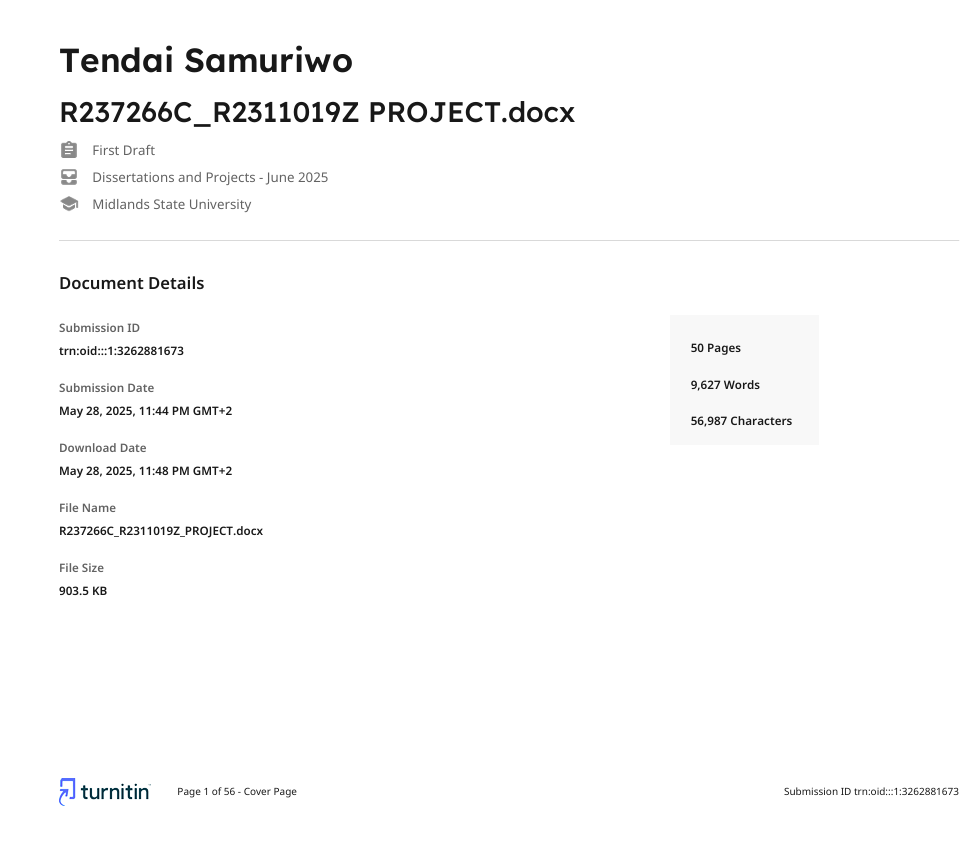 Tendai Samuriwo
R237266C_R2311019Z PROJECT.docx
First Draft
Dissertations and Projects - June 2025
Midlands State University
Document Details
Submission ID
trn:oid:::1:3262881673
Submission Date
May 28, 2025, 11:44 PM GMT+2
Download Date
May 28, 2025, 11:48 PM GMT+2
File Name
R237266C_R2311019Z_PROJECT.docx
File Size
903.5 KB
50 Pages
9,627 Words
56,987 Characters
turnitin
Page 1 of 56 - Cover Page
Submission ID trn:oid:::1:3262881673